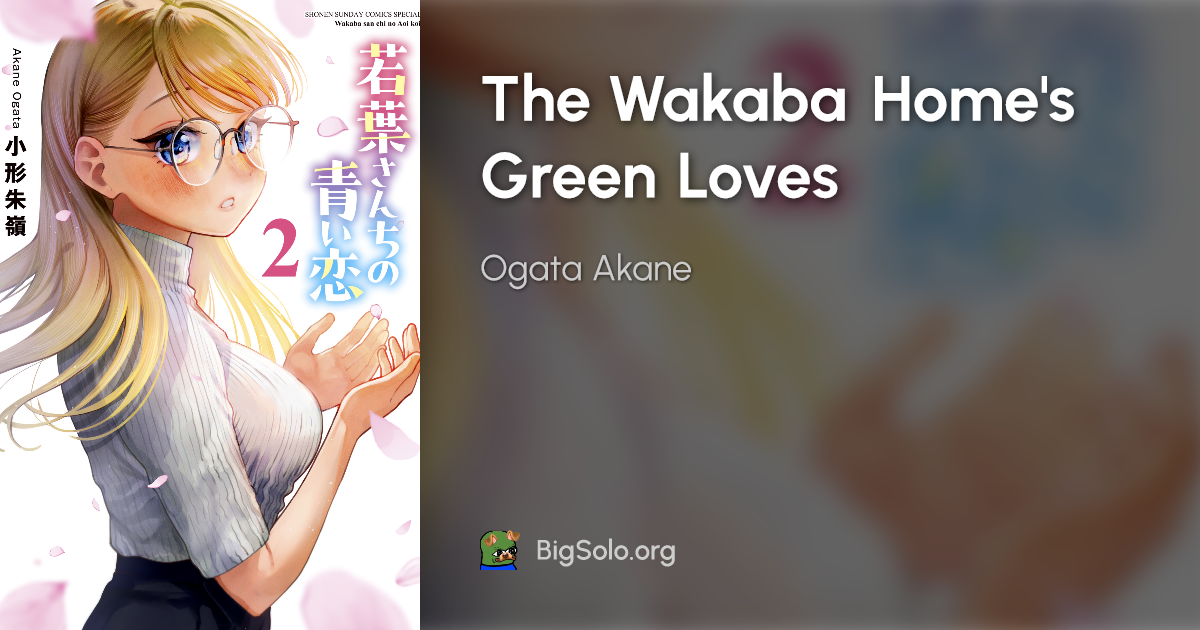 SHONEN SUNDAY COMICS SPECIAL
Wakaba san chi no Aoi koi
Akane Ogata
小形朱嶺
若葉さんちの
青い恋
2
The Wakaba Home's
Green Loves
Ogata Akane
BigSolo.org